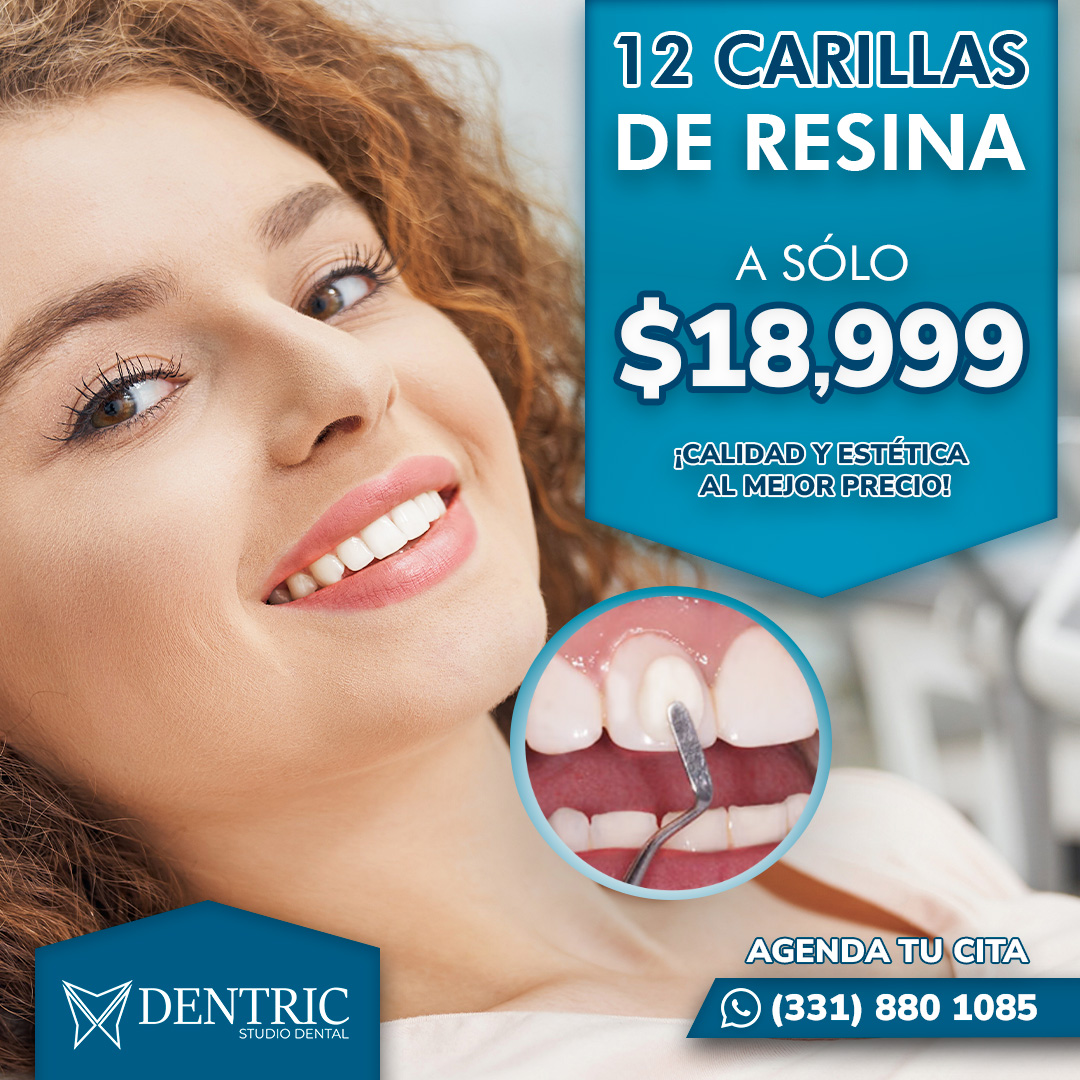 12 CARILLAS
DE RESINA
A SÓLO
$18,999
¡CALIDAD Y ESTÉTICA
AL MEJOR PRECIO!
AGENDA TU CITA
(331) 880 1085
DENTRIC
STUDIO DENTAL